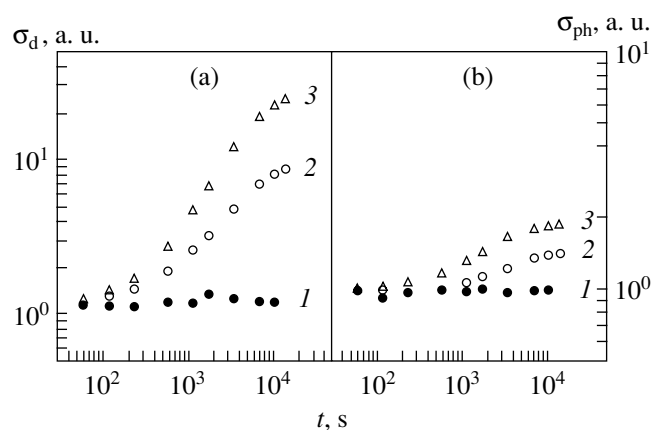 σd, a. u.
σph, a. u.
(a)
(b)
10¹
10⁰
10¹
10⁰
3
2
1
3
2
1
10² 10³ 10⁴ 10² 10³ 10⁴
t, s